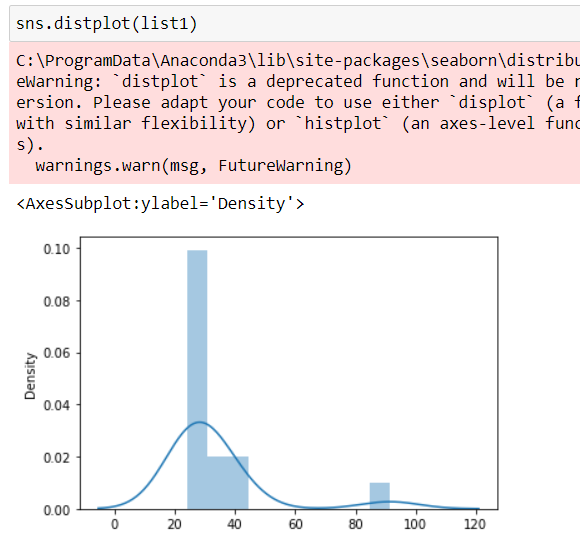 sns.distplot(list1)
C:\ProgramData\Anaconda3\lib\site-packages\seaborn\distribu
eWarning: `distplot` is a deprecated function and will be r
ersion. Please adapt your code to use either `displot` (a f
with similar flexibility) or `histplot` (an axes-level func
s).
warnings.warn(msg, FutureWarning)
<AxesSubplot:ylabel='Density'>
0.10
0.08
0.06
0.04
0.02
0.00
Density
0 20 40 60 80 100 120